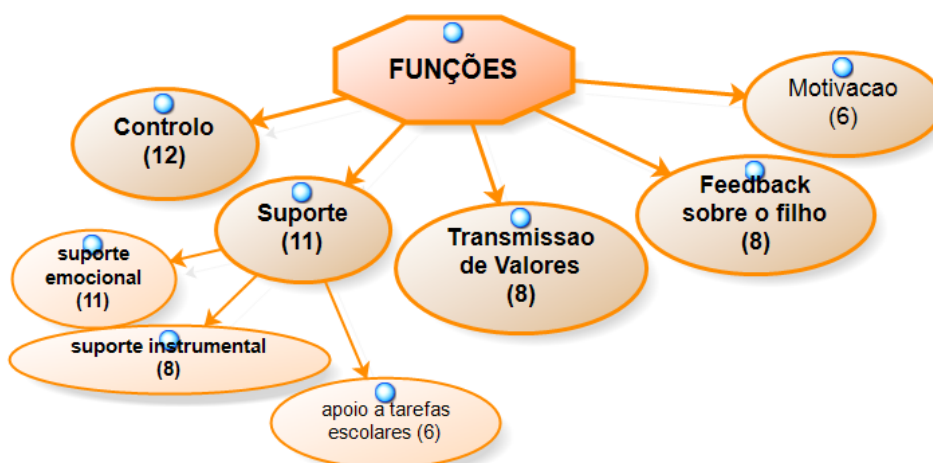 FUNÇÕES
Controlo
(12)
Suporte
(11)
Transmissao
de Valores
(8)
Feedback
sobre o filho
(8)
Motivacao
(6)
suporte
emocional
(11)
suporte instrumental
(8)
apoio a tarefas
escolares (6)